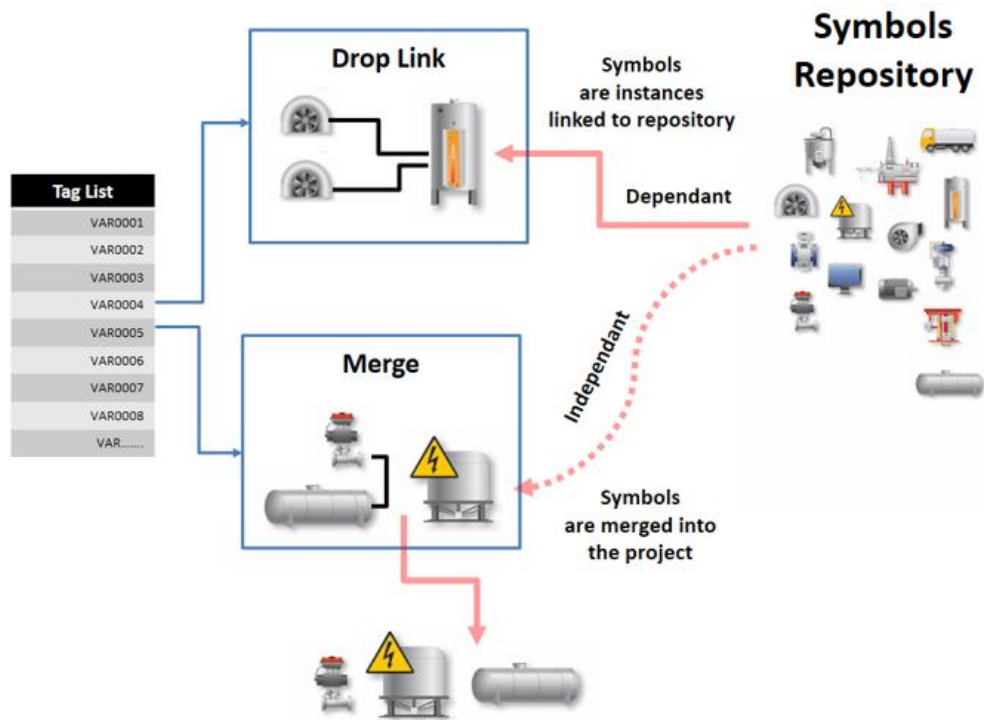 Symbols
Repository
Drop Link
Symbols
are instances
linked to repository
Dependant
Tag List
VAR0001
VAR0002
VAR0003
VAR0004
VAR0005
VAR0006
VAR0007
VAR0008
VAR.......
Merge
Independant
Symbols
are merged into
the project